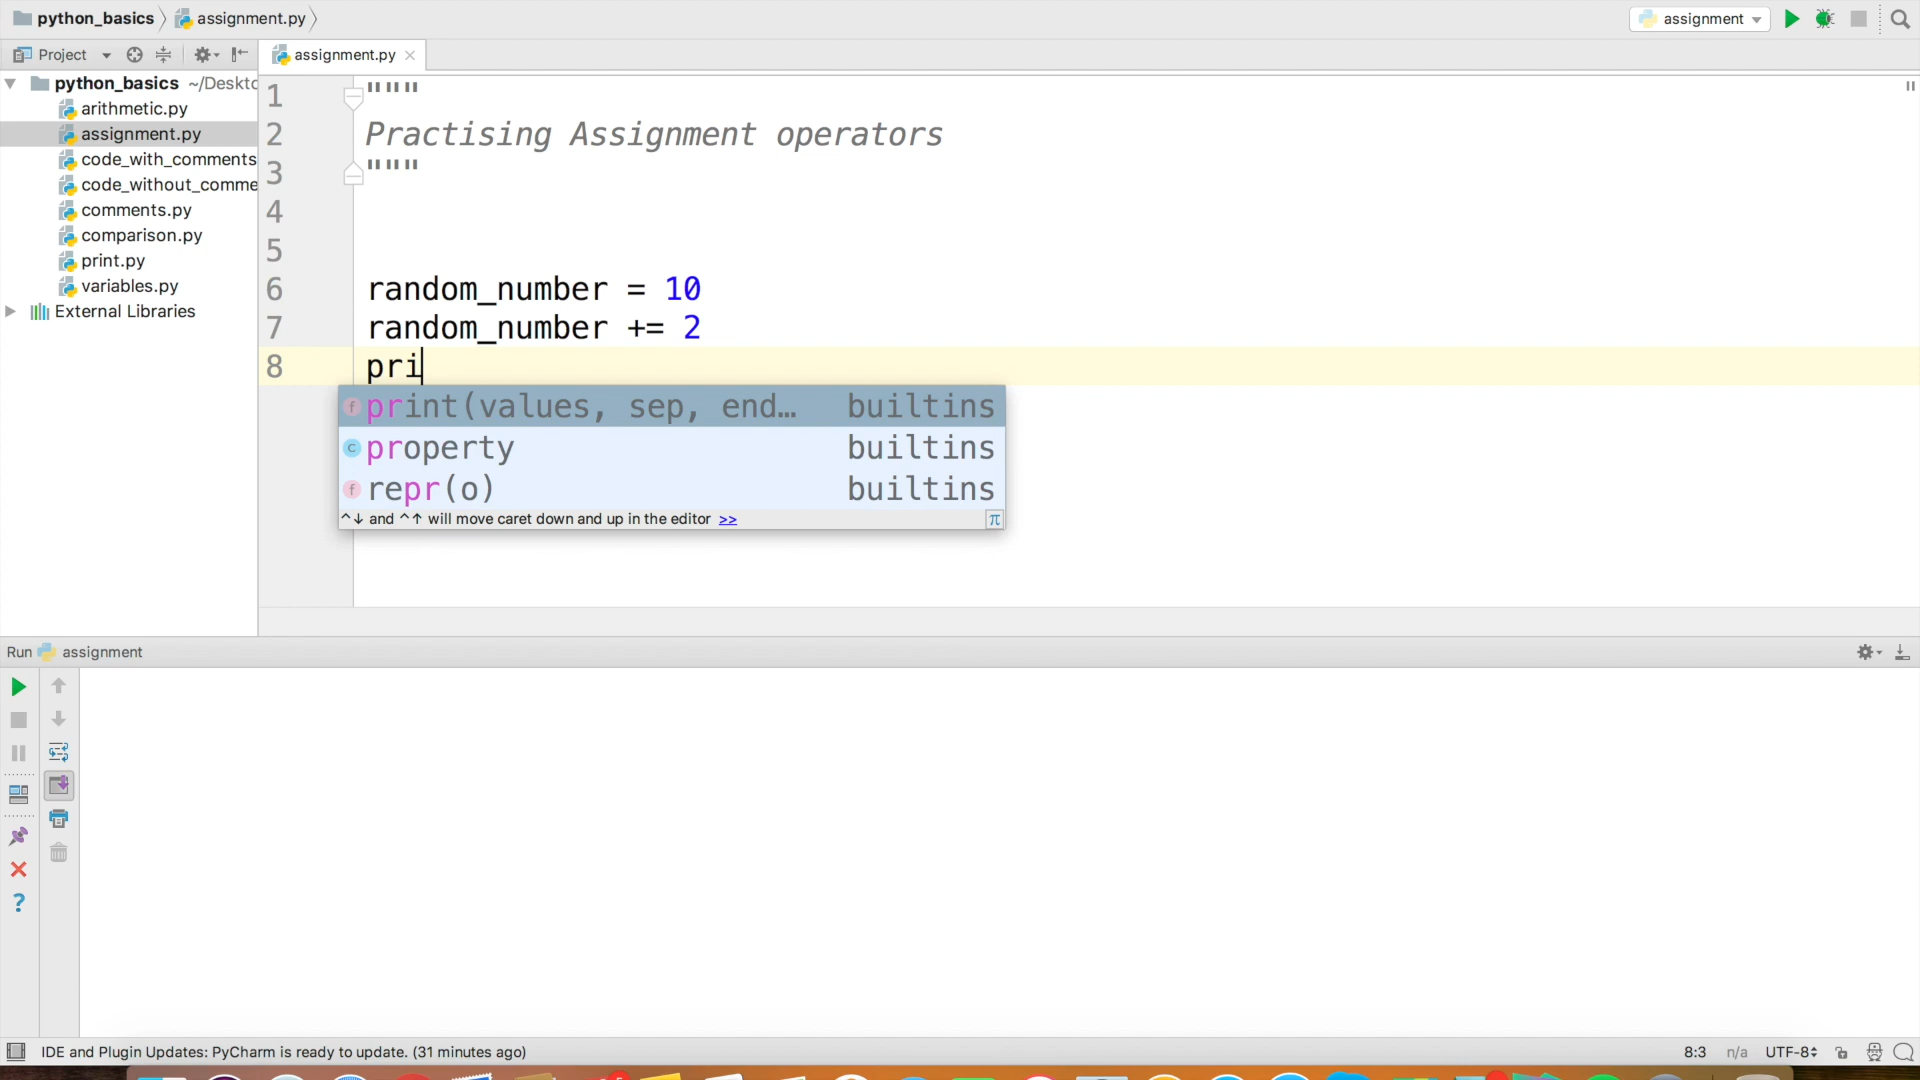 python_basics assignment.py assignment
Project assignment.py
python_basics ~/Deskto
arithmetic.py
assignment.py
code_with_comments
code_without_comme
comments.py
comparison.py
print.py
variables.py
External Libraries
1 """
2 Practising Assignment operators
3 """
4
5
6 random_number = 10
7 random_number += 2
8 pri
f print(values, sep, end… builtins
c property builtins
f repr(o) builtins
^↓ and ^↑ will move caret down and up in the editor >> π
Run assignment
?
IDE and Plugin Updates: PyCharm is ready to update. (31 minutes ago) 8:3 n/a UTF-8